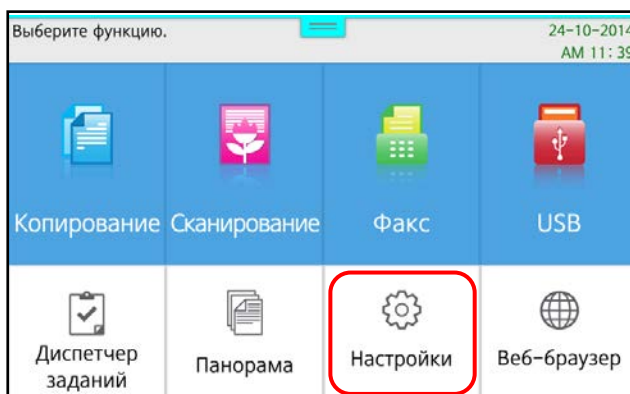 Выберите функцию.
24-10-2014
AM 11:39
Копирование
Сканирование
Факс
USB
Диспетчер
заданий
Панорама
Настройки
Веб-браузер